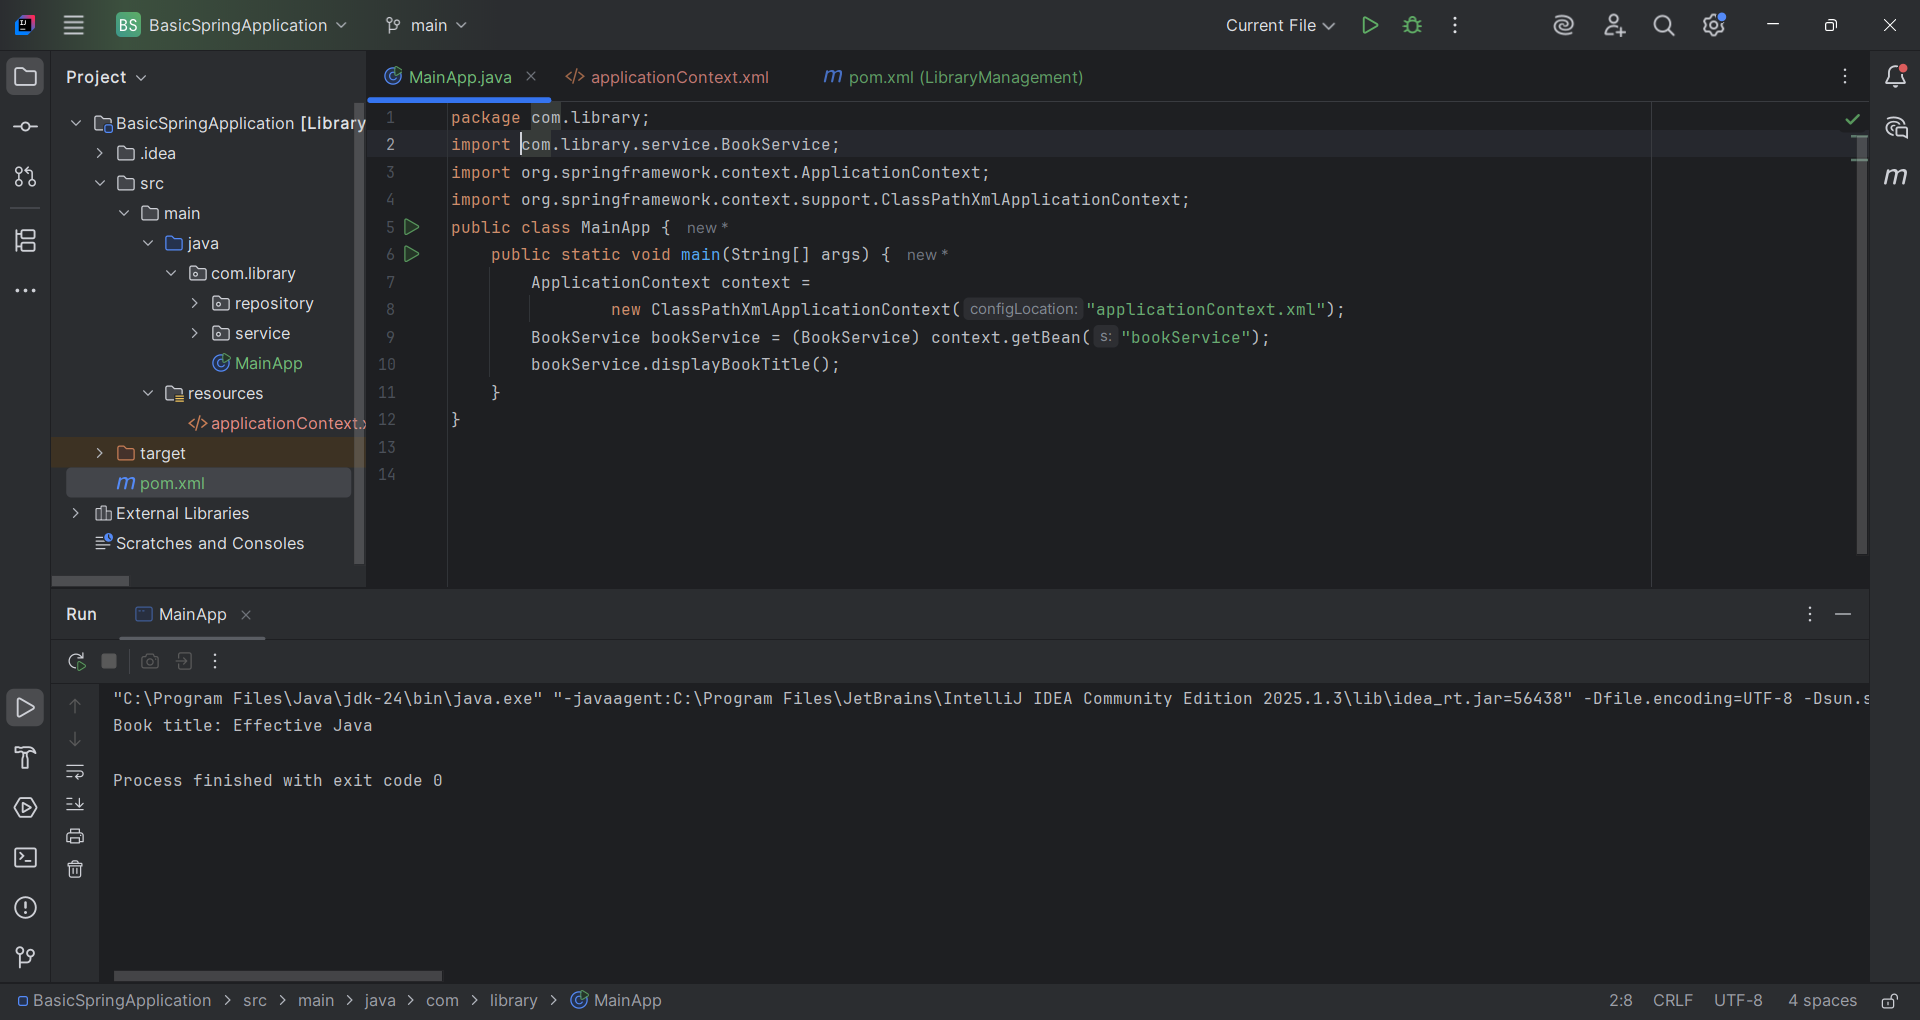 BS BasicSpringApplication main Current File
Project
MainApp.java applicationContext.xml m pom.xml (LibraryManagement)
BasicSpringApplication [Library
.idea
src
main
java
com.library
repository
service
MainApp
resources
applicationContext.x
target
m pom.xml
External Libraries
Scratches and Consoles
1 package com.library;
2 import com.library.service.BookService;
3 import org.springframework.context.ApplicationContext;
4 import org.springframework.context.support.ClassPathXmlApplicationContext;
5 public class MainApp { new *
6 public static void main(String[] args) { new *
7 ApplicationContext context =
8 new ClassPathXmlApplicationContext( configLocation: "applicationContext.xml");
9 BookService bookService = (BookService) context.getBean( s: "bookService");
10 bookService.displayBookTitle();
11 }
12 }
13
14
m
Run MainApp
"C:\Program Files\Java\jdk-24\bin\java.exe" "-javaagent:C:\Program Files\JetBrains\IntelliJ IDEA Community Edition 2025.1.3\lib\idea_rt.jar=56438" -Dfile.encoding=UTF-8 -Dsun.s
Book title: Effective Java
Process finished with exit code 0
BasicSpringApplication > src > main > java > com > library > MainApp 2:8 CRLF UTF-8 4 spaces